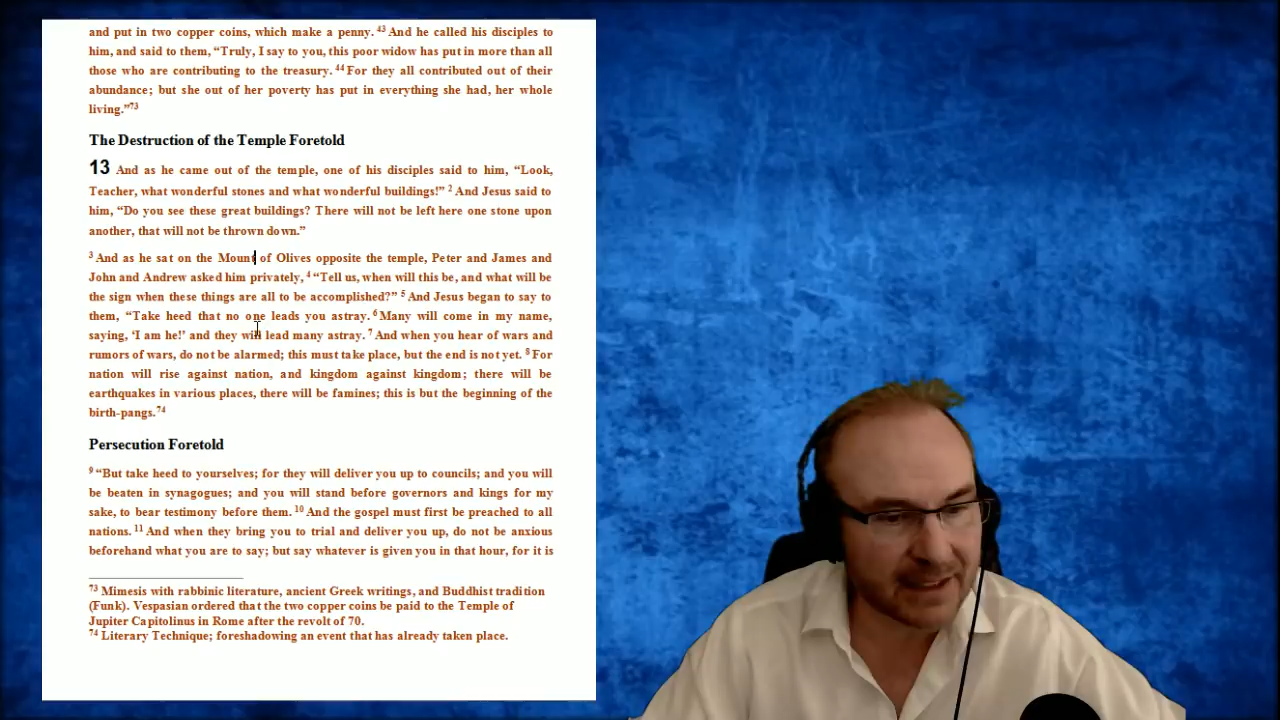 and put in two copper coins, which make a penny. 43 And he called his disciples to
him, and said to them, “Truly, I say to you, this poor widow has put in more than all
those who are contributing to the treasury. 44 For they all contributed out of their
abundance; but she out of her poverty has put in everything she had, her whole
living.”73
The Destruction of the Temple Foretold
13 And as he came out of the temple, one of his disciples said to him, “Look,
Teacher, what wonderful stones and what wonderful buildings!” 2 And Jesus said to
him, “Do you see these great buildings? There will not be left here one stone upon
another, that will not be thrown down.”
3 And as he sat on the Mount of Olives opposite the temple, Peter and James and
John and Andrew asked him privately, 4 “Tell us, when will this be, and what will be
the sign when these things are all to be accomplished?” 5 And Jesus began to say to
them, “Take heed that no one leads you astray. 6 Many will come in my name,
saying, ‘I am he!’ and they will lead many astray. 7 And when you hear of wars and
rumors of wars, do not be alarmed; this must take place, but the end is not yet. 8 For
nation will rise against nation, and kingdom against kingdom; there will be
earthquakes in various places, there will be famines; this is but the beginning of the
birth-pangs.74
Persecution Foretold
9 “But take heed to yourselves; for they will deliver you up to councils; and you will
be beaten in synagogues; and you will stand before governors and kings for my
sake, to bear testimony before them. 10 And the gospel must first be preached to all
nations. 11 And when they bring you to trial and deliver you up, do not be anxious
beforehand what you are to say; but say whatever is given you in that hour, for it is
73 Mimesis with rabbinic literature, ancient Greek writings, and Buddhist tradition
(Funk). Vespasian ordered that the two copper coins be paid to the Temple of
Jupiter Capitolinus in Rome after the revolt of 70.
74 Literary Technique; foreshadowing an event that has already taken place.